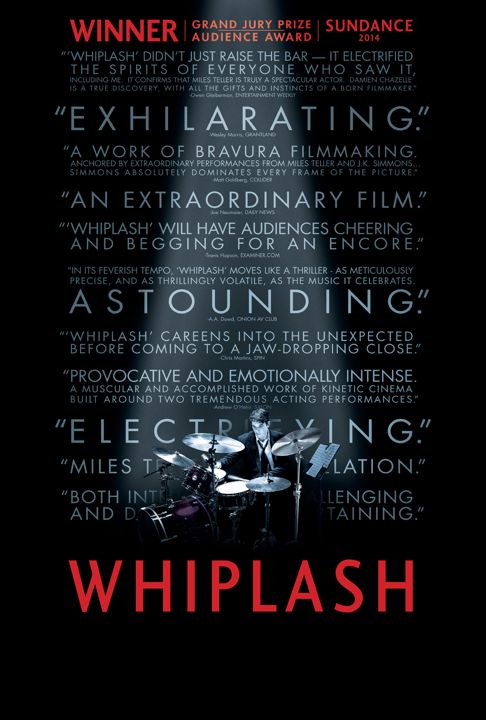 WINNER | GRAND JURY PRIZE AUDIENCE AWARD | SUNDANCE 2014
“‘WHIPLASH’ DIDN’T JUST RAISE THE BAR — IT ELECTRIFIED
THE SPIRITS OF EVERYONE WHO SAW IT,
INCLUDING ME. IT CONFIRMS THAT MILES TELLER IS TRULY A SPECTACULAR ACTOR. DAMIEN CHAZELLE
IS A TRUE DISCOVERY, WITH ALL THE GIFTS AND INSTINCTS OF A BORN FILMMAKER.”
-Owen Gleiberman, ENTERTAINMENT WEEKLY
“EXHILARATING.”
-Wesley Morris, GRANTLAND
“A WORK OF BRAVURA FILMMAKING.
ANCHORED BY EXTRAORDINARY PERFORMANCES FROM MILES TELLER AND J.K. SIMMONS...
SIMMONS ABSOLUTELY DOMINATES EVERY FRAME OF THE PICTURE.”
-Matt Goldberg, COLLIDER
“AN EXTRAORDINARY FILM.”
-Joe Neumaier, DAILY NEWS
“‘WHIPLASH’ WILL HAVE AUDIENCES CHEERING
AND BEGGING FOR AN ENCORE.”
-Travis Hopson, EXAMINER.COM
“IN ITS FEVERISH TEMPO, ‘WHIPLASH’ MOVES LIKE A THRILLER - AS METICULOUSLY
PRECISE, AND AS THRILLINGLY VOLATILE, AS THE MUSIC IT CELEBRATES.
ASTOUNDING.”
-A.A. Dowd, ONION AV CLUB
“‘WHIPLASH’ CAREENS INTO THE UNEXPECTED
BEFORE COMING TO A JAW-DROPPING CLOSE.”
-Chris Martins, SPIN
“PROVOCATIVE AND EMOTIONALLY INTENSE.
A MUSCULAR AND ACCOMPLISHED WORK OF KINETIC CINEMA
BUILT AROUND TWO TREMENDOUS ACTING PERFORMANCES.”
-Andrew O'Hehir,
“ELECTRIFYING.”
“MILES
“BOTH
AND
WHIPLASH